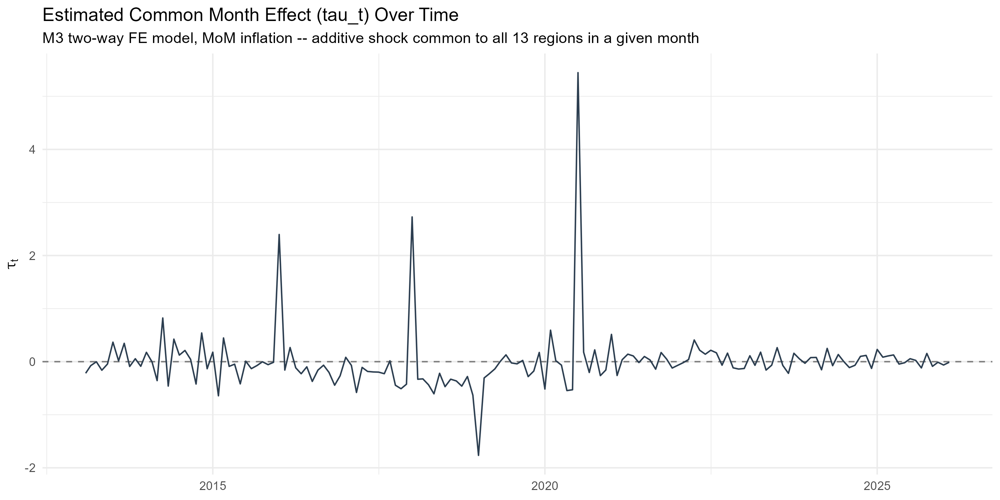 Estimated Common Month Effect (tau_t) Over Time
M3 two-way FE model, MoM inflation -- additive shock common to all 13 regions in a given month
4
2
0
-2
τt
2015
2020
2025